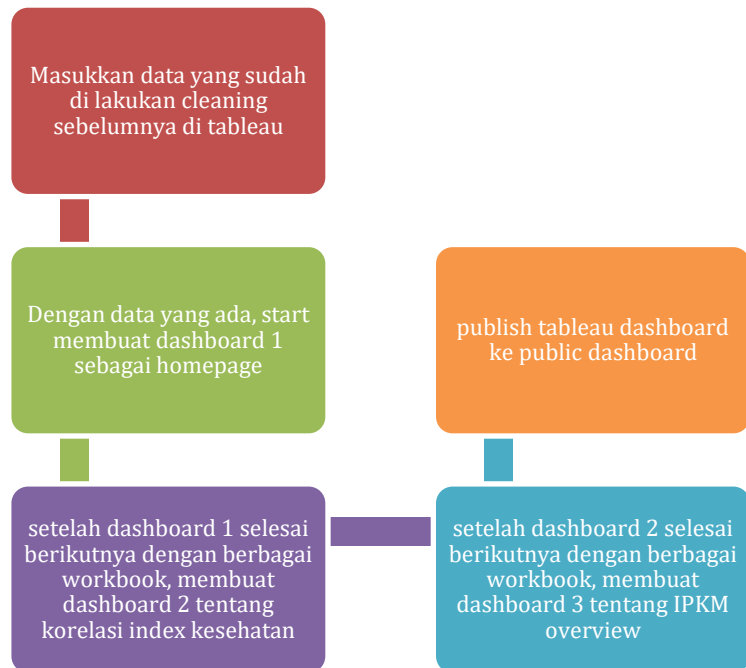 Masukkan data yang sudah
di lakukan cleaning
sebelumnya di tableau
Dengan data yang ada, start
membuat dashboard 1
sebagai homepage
setelah dashboard 1 selesai
berikutnya dengan berbagai
workbook, membuat
dashboard 2 tentang
korelasi index kesehatan
setelah dashboard 2 selesai
berikutnya dengan berbagai
workbook, membuat
dashboard 3 tentang IPKM
overview
publish tableau dashboard
ke public dashboard